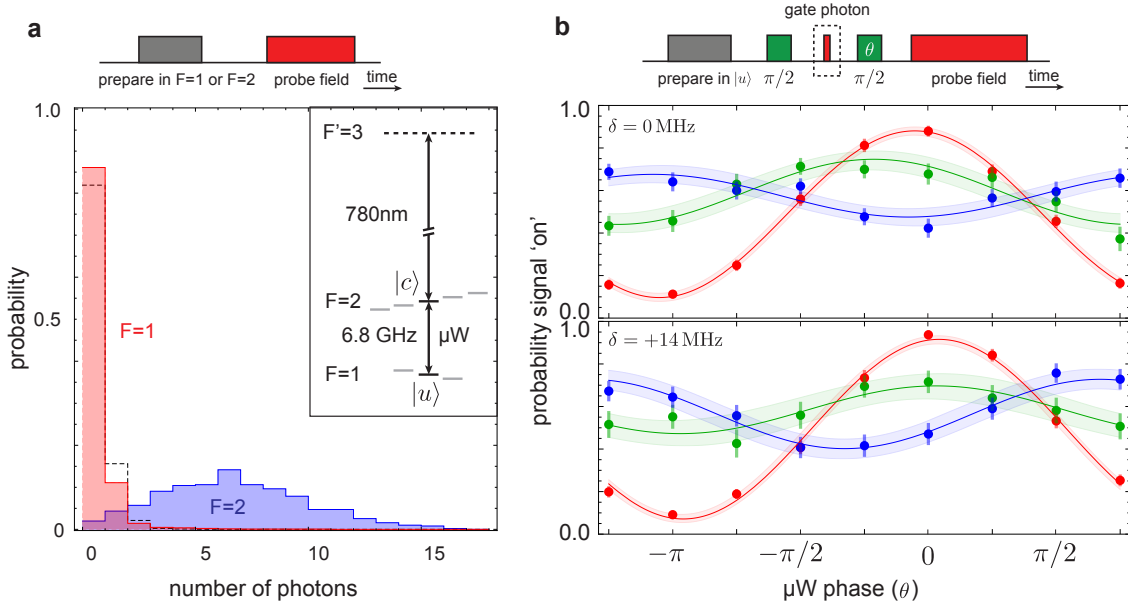 a
prepare in F=1 or F=2
probe field
time
1.0
0.5
0
probability
F=1
F=2
0
5
10
15
number of photons
F'=3
780nm
|c⟩
F=2
6.8 GHz
μW
F=1
|u⟩
b
gate photon
θ
prepare in |u⟩
π/2
π/2
probe field
time
1.0
δ = 0 MHz
0.0
1.0
δ = +14 MHz
0.0
probability signal 'on'
−π
−π/2
0
π/2
μW phase (θ)